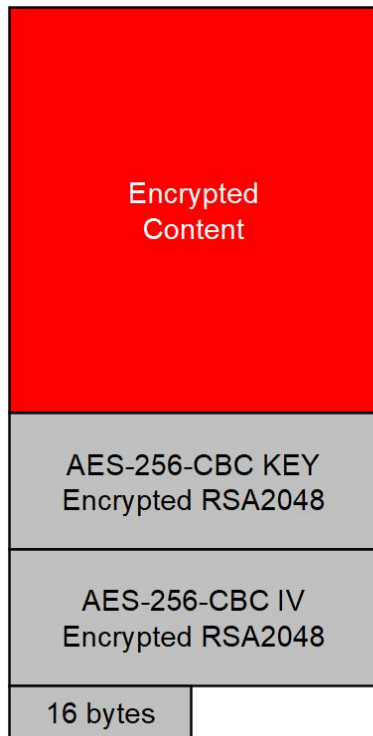 Encrypted
Content
AES-256-CBC KEY
Encrypted RSA2048
AES-256-CBC IV
Encrypted RSA2048
16 bytes